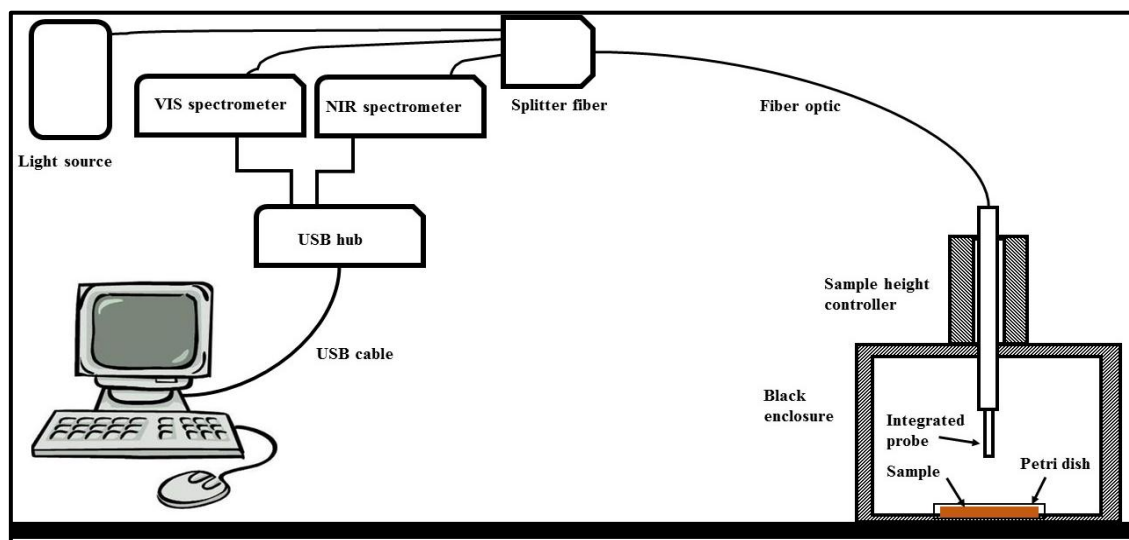 VIS spectrometer
NIR spectrometer
Splitter fiber
Fiber optic
Light source
USB hub
Sample height
controller
USB cable
Black
enclosure
Integrated
probe
Sample
Petri dish